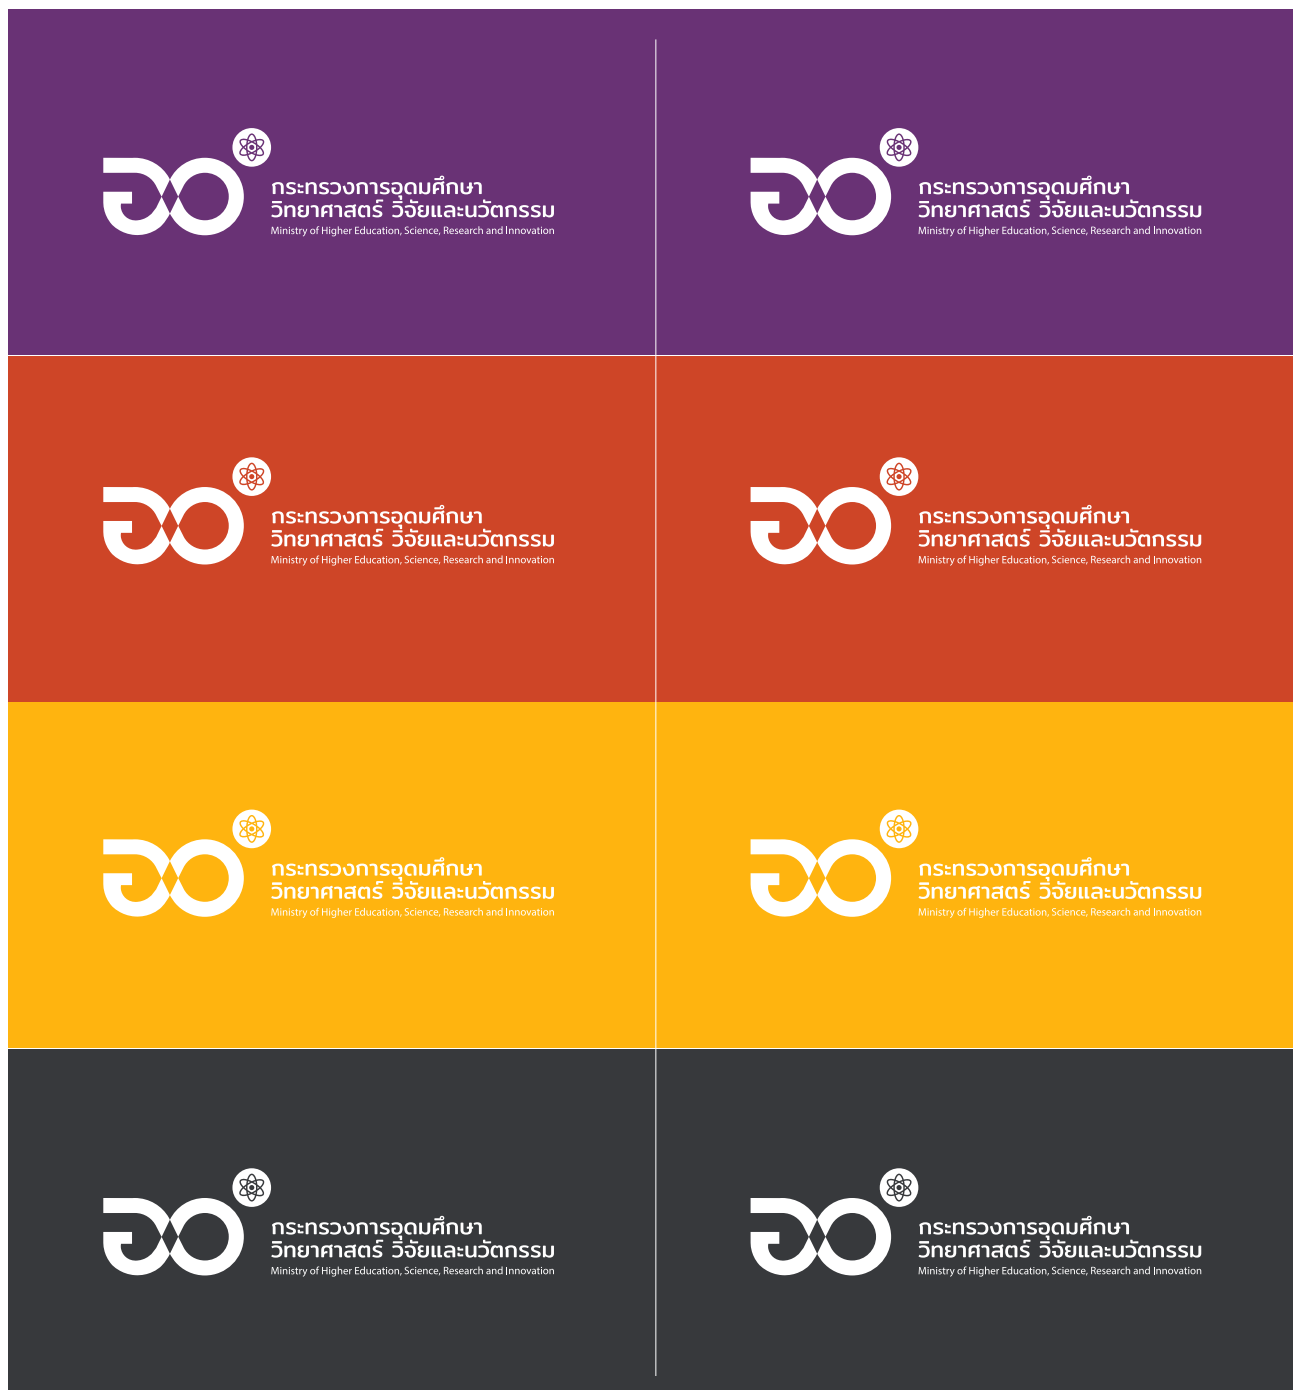 กระทรวงการอุดมศึกษา
วิทยาศาสตร์ วิจัยและนวัตกรรม
Ministry of Higher Education, Science, Research and Innovation
กระทรวงการอุดมศึกษา
วิทยาศาสตร์ วิจัยและนวัตกรรม
Ministry of Higher Education, Science, Research and Innovation
กระทรวงการอุดมศึกษา
วิทยาศาสตร์ วิจัยและนวัตกรรม
Ministry of Higher Education, Science, Research and Innovation
กระทรวงการอุดมศึกษา
วิทยาศาสตร์ วิจัยและนวัตกรรม
Ministry of Higher Education, Science, Research and Innovation
กระทรวงการอุดมศึกษา
วิทยาศาสตร์ วิจัยและนวัตกรรม
Ministry of Higher Education, Science, Research and Innovation
กระทรวงการอุดมศึกษา
วิทยาศาสตร์ วิจัยและนวัตกรรม
Ministry of Higher Education, Science, Research and Innovation
กระทรวงการอุดมศึกษา
วิทยาศาสตร์ วิจัยและนวัตกรรม
Ministry of Higher Education, Science, Research and Innovation
กระทรวงการอุดมศึกษา
วิทยาศาสตร์ วิจัยและนวัตกรรม
Ministry of Higher Education, Science, Research and Innovation